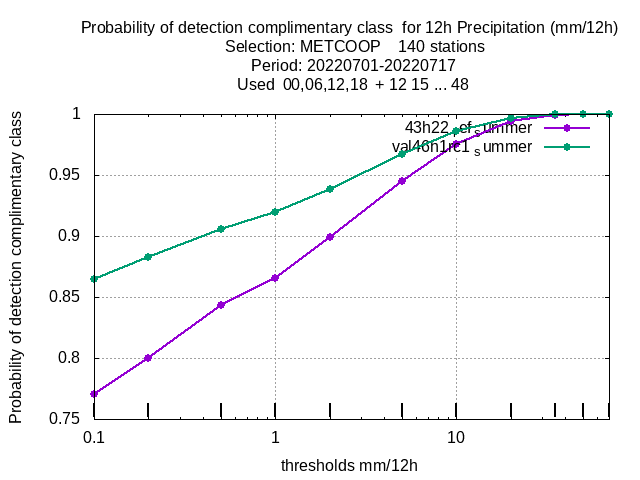 Probability of detection complimentary class  for 12h Precipitation (mm/12h)
Selection: METCOOP    140 stations
Period: 20220701-20220717
Used  00,06,12,18  + 12 15 ... 48
Probability of detection complimentary class
1
0.95
0.9
0.85
0.8
0.75
0.1
1
10
thresholds mm/12h
43h22_ref_summer
val46h1rc1_summer